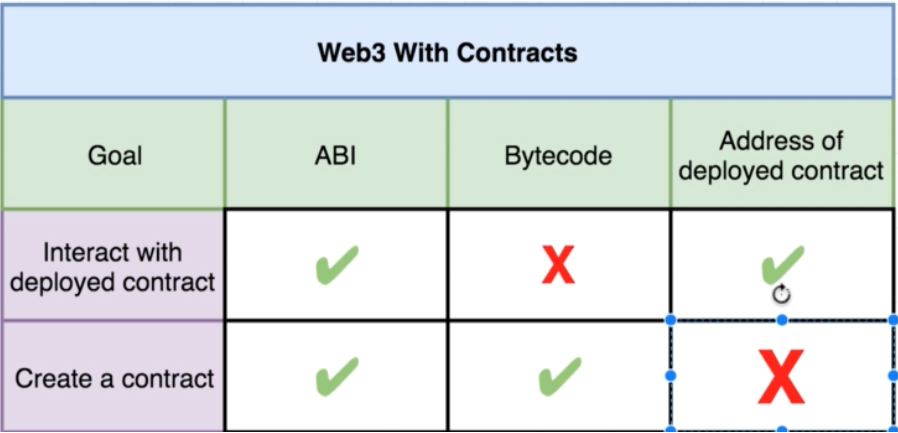 Web3 With Contracts
Goal
ABI
Bytecode
Address of
deployed contract
Interact with
deployed contract
✔
X
✔
Create a contract
✔
✔
X